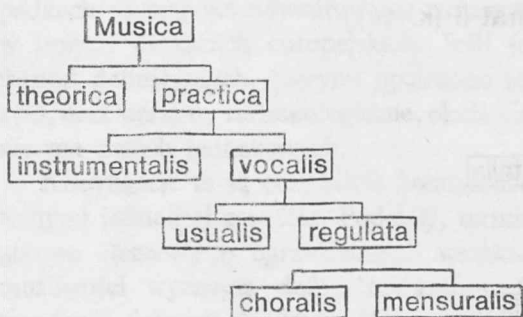 Musica
theorica practica
instrumentalis vocalis
usualis regulata
choralis mensuralis